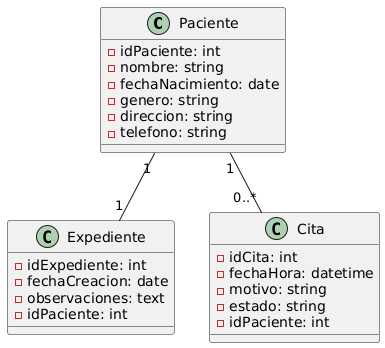 C Paciente
idPaciente: int
nombre: string
fechaNacimiento: date
genero: string
direccion: string
telefono: string
1 1
1 0..*
C Expediente
idExpediente: int
fechaCreacion: date
observaciones: text
idPaciente: int
C Cita
idCita: int
fechaHora: datetime
motivo: string
estado: string
idPaciente: int